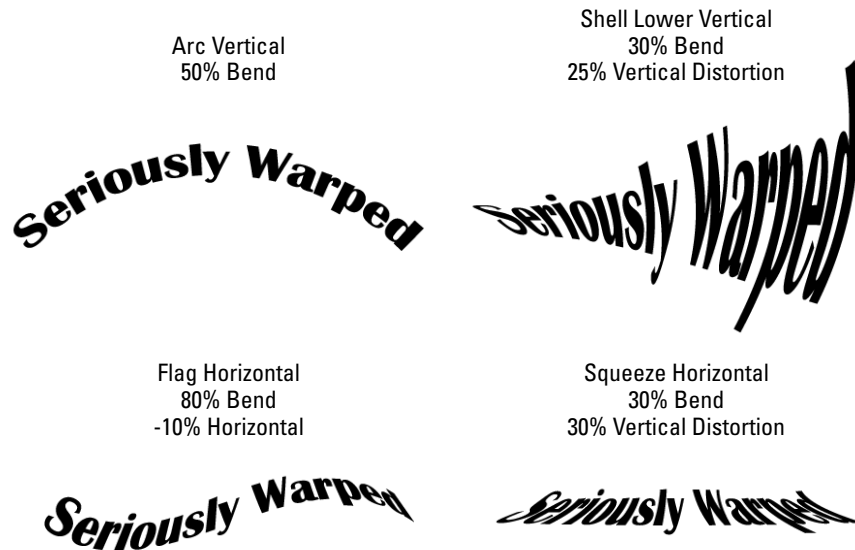 Arc Vertical
50% Bend
Seriously Warped
Shell Lower Vertical
30% Bend
25% Vertical Distortion
Seriously Warped
Flag Horizontal
80% Bend
-10% Horizontal
Seriously Warped
Squeeze Horizontal
30% Bend
30% Vertical Distortion
Seriously Warped